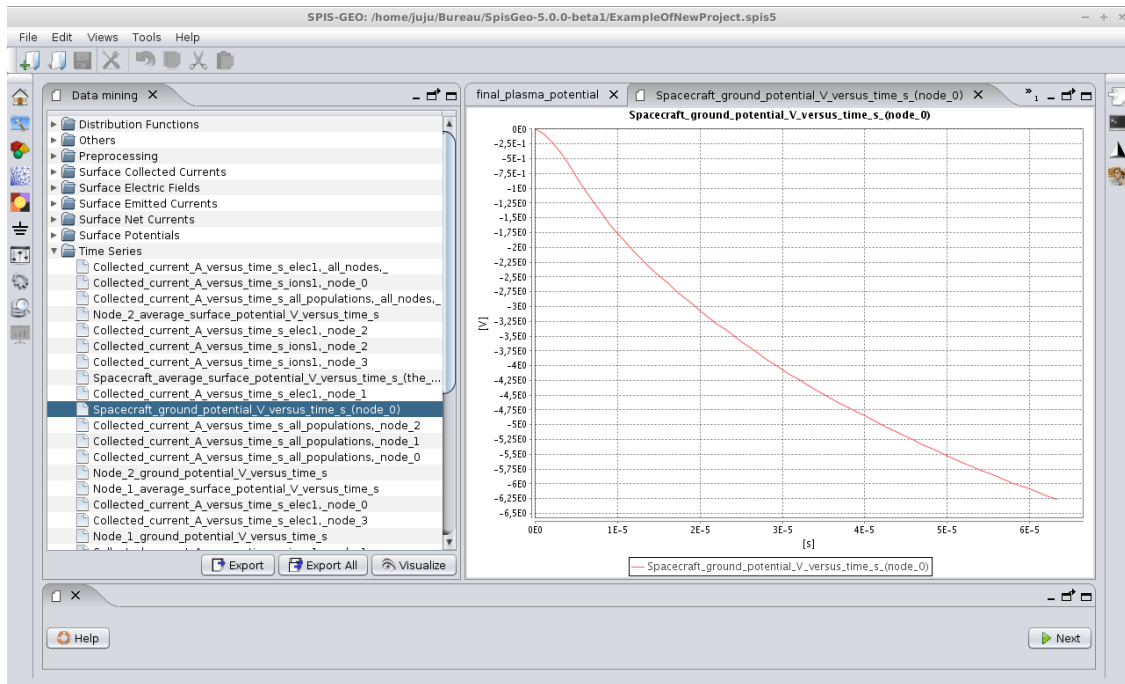 SPIS-GEO: /home/juju/Bureau/SpisGeo-5.0.0-beta1/ExampleOfNewProject.spis5
File Edit Views Tools Help
Data mining
Distribution Functions
Others
Preprocessing
Surface Collected Currents
Surface Electric Fields
Surface Emitted Currents
Surface Net Currents
Surface Potentials
Time Series
Collected_current_A_versus_time_s_elec1,_all_nodes,_
Collected_current_A_versus_time_s_ions1,_node_0
Collected_current_A_versus_time_s_all_populations,_all_nodes,_
Node_2_average_surface_potential_V_versus_time_s
Collected_current_A_versus_time_s_elec1,_node_2
Collected_current_A_versus_time_s_ions1,_node_2
Collected_current_A_versus_time_s_ions1,_node_3
Spacecraft_average_surface_potential_V_versus_time_s_(the_...
Collected_current_A_versus_time_s_elec1,_node_1
Spacecraft_ground_potential_V_versus_time_s_(node_0)
Collected_current_A_versus_time_s_all_populations,_node_2
Collected_current_A_versus_time_s_all_populations,_node_1
Collected_current_A_versus_time_s_all_populations,_node_0
Node_2_ground_potential_V_versus_time_s
Node_1_average_surface_potential_V_versus_time_s
Collected_current_A_versus_time_s_elec1,_node_0
Collected_current_A_versus_time_s_elec1,_node_3
Node_1_ground_potential_V_versus_time_s
Export Export All Visualize
final_plasma_potential Spacecraft_ground_potential_V_versus_time_s_(node_0) »1
Spacecraft_ground_potential_V_versus_time_s_(node_0)
0E0
-2,5E-1
-5E-1
-7,5E-1
-1E0
-1,25E0
-1,5E0
-1,75E0
-2E0
-2,25E0
-2,5E0
-2,75E0
-3E0
-3,25E0
-3,5E0
-3,75E0
-4E0
-4,25E0
-4,5E0
-4,75E0
-5E0
-5,25E0
-5,5E0
-5,75E0
-6E0
-6,25E0
-6,5E0
[V]
0E0 1E-5 2E-5 3E-5 4E-5 5E-5 6E-5
[s]
Spacecraft_ground_potential_V_versus_time_s_(node_0)
Help
Next